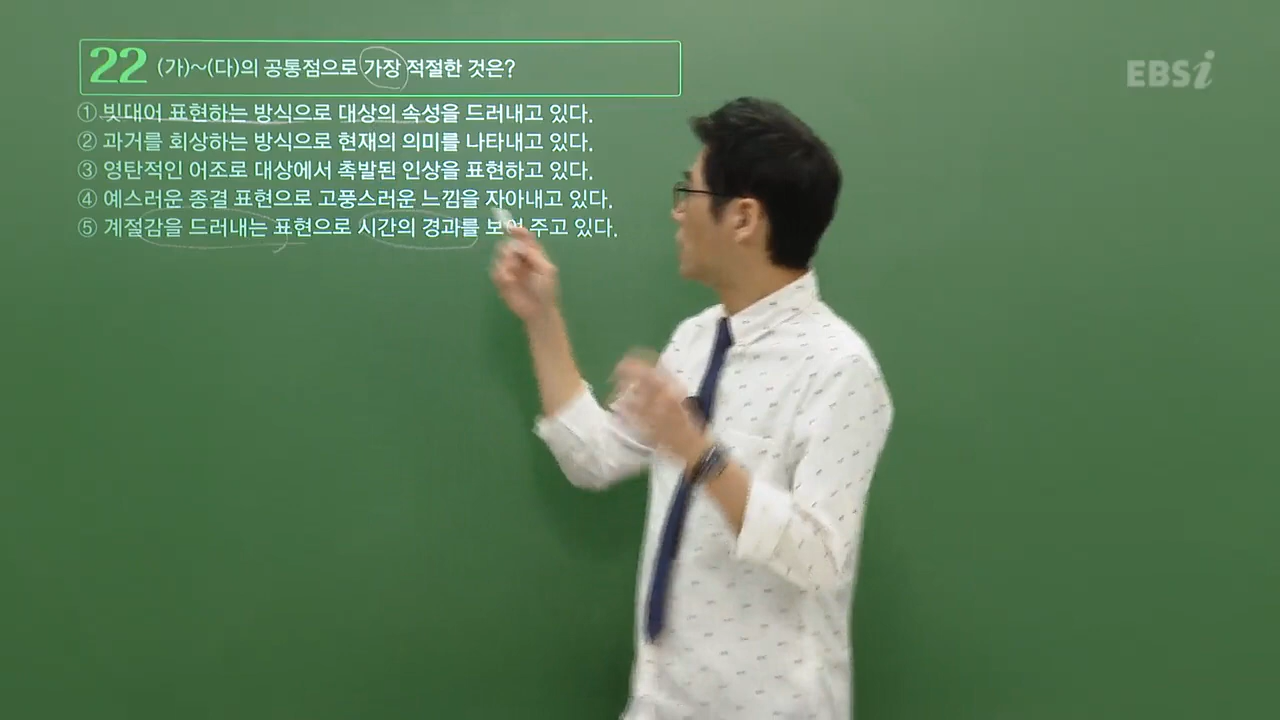 22 (가)~(다)의 공통점으로 가장 적절한 것은?
EBSi
① 빗대어 표현하는 방식으로 대상의 속성을 드러내고 있다.
② 과거를 회상하는 방식으로 현재의 의미를 나타내고 있다.
③ 영탄적인 어조로 대상에서 촉발된 인상을 표현하고 있다.
④ 예스러운 종결 표현으로 고풍스러운 느낌을 자아내고 있다.
⑤ 계절감을 드러내는 표현으로 시간의 경과를 보여 주고 있다.